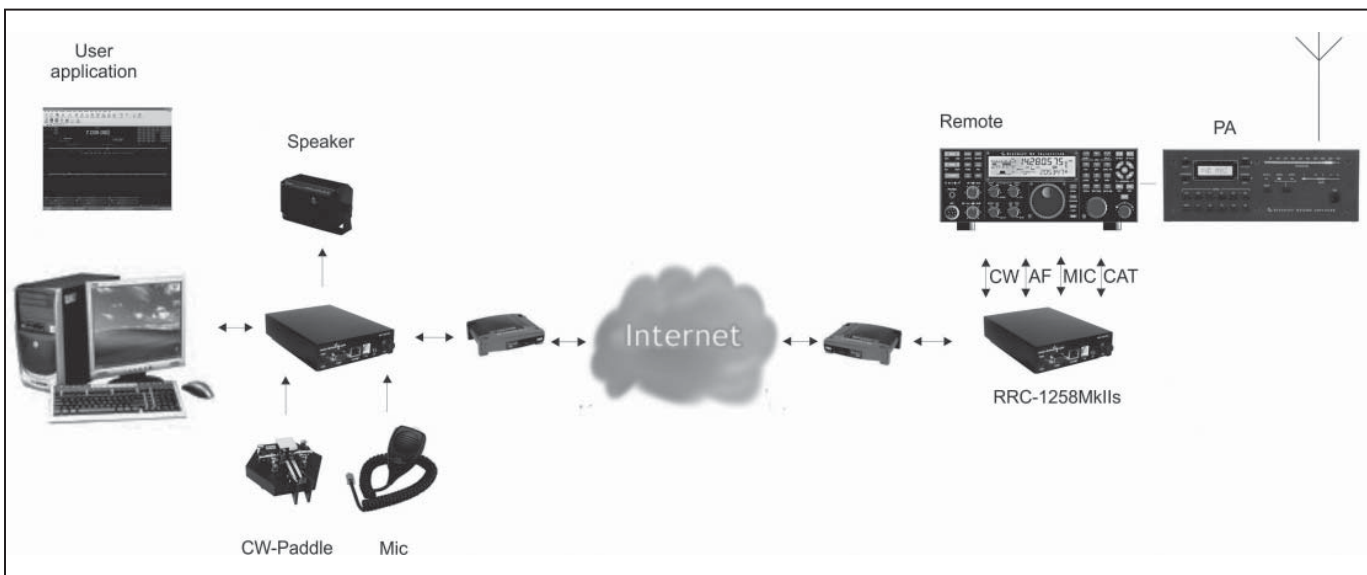 User
application
Speaker
Remote
PA
CW AF MIC CAT
Internet
RRC-1258MkIIs
CW-Paddle
Mic